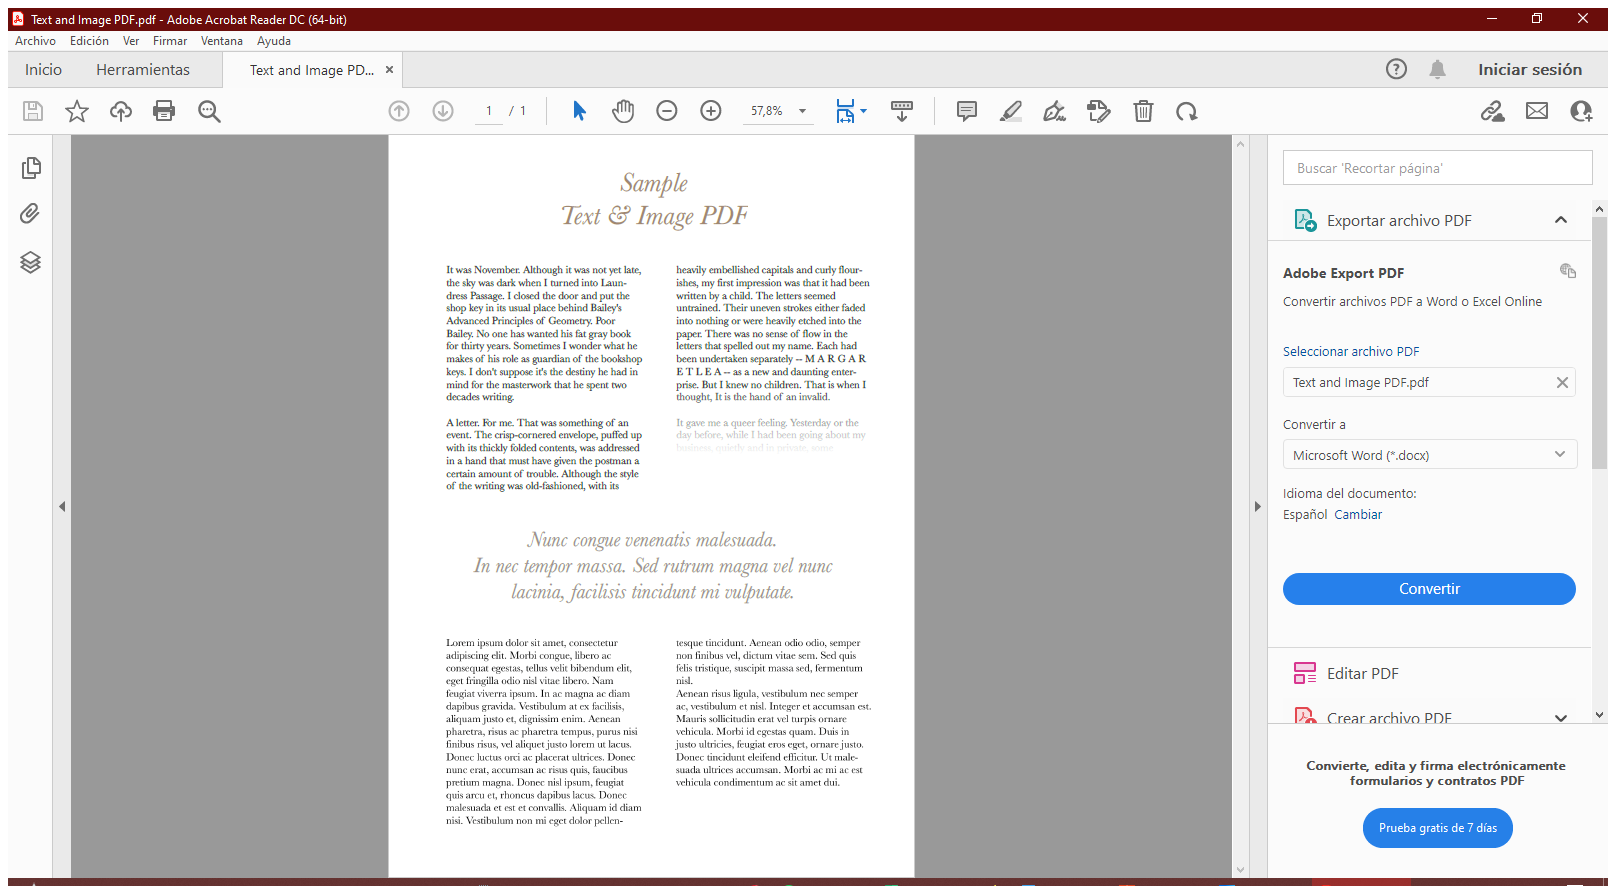 Text and Image PDF.pdf - Adobe Acrobat Reader DC (64-bit)
Archivo Edición Ver Firmar Ventana Ayuda
Inicio Herramientas Text and Image PD... Iniciar sesión
1 / 1 57,8%
Sample
Text & Image PDF
It was November. Although it was not yet late,
the sky was dark when I turned into Laun-
dress Passage. I closed the door and put the
shop key in its usual place behind Bailey's
Advanced Principles of Geometry. Poor
Bailey. No one has wanted his fat gray book
for thirty years. Sometimes I wonder what he
makes of his role as guardian of the bookshop
keys. I don't suppose it's the destiny he had in
mind for the masterwork that he spent two
decades writing.
A letter. For me. That was something of an
event. The crisp-cornered envelope, puffed up
with its thickly folded contents, was addressed
in a hand that must have given the postman a
certain amount of trouble. Although the style
of the writing was old-fashioned, with its
heavily embellished capitals and curly flour-
ishes, my first impression was that it had been
written by a child. The letters seemed
untrained. Their uneven strokes either faded
into nothing or were heavily etched into the
paper. There was no sense of flow in the
letters that spelled out my name. Each had
been undertaken separately -- M A R G A R
E T L E A -- as a new and daunting enter-
prise. But I knew no children. That is when I
thought, It is the hand of an invalid.
It gave me a queer feeling. Yesterday or the
day before, while I had been going about my
business, quietly and in private, some
Nunc congue venenatis malesuada.
In nec tempor massa. Sed rutrum magna vel nunc
lacinia, facilisis tincidunt mi vulputate.
Lorem ipsum dolor sit amet, consectetur
adipiscing elit. Morbi congue, libero ac
consequat egestas, tellus velit bibendum elit,
eget fringilla odio nisl vitae libero. Nam
feugiat viverra ipsum. In ac magna ac diam
dapibus gravida. Vestibulum at ex facilisis,
aliquam justo et, dignissim enim. Aenean
pharetra, risus ac pharetra tempus, purus nisi
finibus risus, vel aliquet justo lorem ut lacus.
Donec luctus orci ac placerat ultrices. Donec
nunc erat, accumsan ac risus quis, faucibus
pretium magna. Donec nisl ipsum, feugiat
quis arcu et, rhoncus dapibus lacus. Donec
malesuada et est et convallis. Aliquam id diam
nisi. Vestibulum non mi eget dolor pellen-
tesque tincidunt. Aenean odio odio, semper
non finibus vel, dictum vitae sem. Sed quis
felis tristique, suscipit massa sed, fermentum
nisl.
Aenean risus ligula, vestibulum nec semper
ac, vestibulum et nisl. Integer et accumsan est.
Mauris sollicitudin erat vel turpis ornare
vehicula. Morbi id egestas quam. Duis in
justo ultricies, feugiat eros eget, ornare justo.
Donec tincidunt eleifend efficitur. Ut male-
suada ultrices accumsan. Morbi ac mi ac est
vehicula condimentum ac sit amet dui.
Buscar 'Recortar página'
Exportar archivo PDF
Adobe Export PDF
Convertir archivos PDF a Word o Excel Online
Seleccionar archivo PDF
Text and Image PDF.pdf
Convertir a
Microsoft Word (*.docx)
Idioma del documento:
Español Cambiar
Convertir
Editar PDF
Crear archivo PDF
Convierte, edita y firma electrónicamente
formularios y contratos PDF
Prueba gratis de 7 días